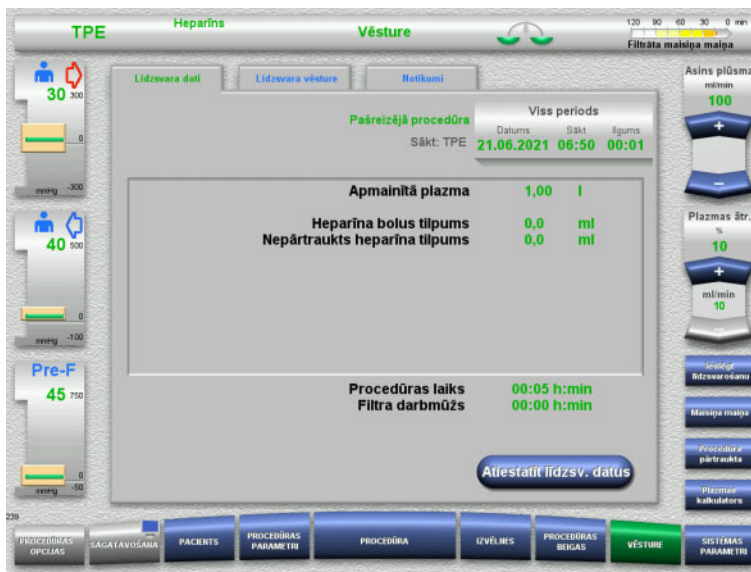 TPE
Heparīns
Vēsture
120 90 60 30 0 min
Filtrāta maisiņa maiņa
30 300
0
mmHg -300
40 500
0
mmHg -100
Pre-F
45 750
0
mmHg -50
Līdzsvara dati
Līdzsvara vēsture
Notikumi
Pašreizējā procedūra
Sākt: TPE
Viss periods
Datums Sākt Ilgums
21.06.2021 06:50 00:01
Apmainītā plazma 1,00 l
Heparīna bolus tilpums 0,0 ml
Nepārtraukts heparīna tilpums 0,0 ml
Procedūras laiks 00:05 h:min
Filtra darbmūžs 00:00 h:min
Atiestatīt līdzsv. datus
Asins plūsma
ml/min
100
+
–
Plazmas ātr.
%
10
+
ml/min
10
–
Ieslēgt
līdzsvarošanu
Maisiņa maiņa
Procedūra
pārtraukta
Plazmas
kalkulators
239
PROCEDŪRAS
OPCIJAS
SAGATAVOŠANA
PACIENTS
PROCEDŪRAS
PARAMETRI
PROCEDŪRA
IZVĒLNES
PROCEDŪRAS
BEIGAS
VĒSTURE
SISTĒMAS
PARAMETRI